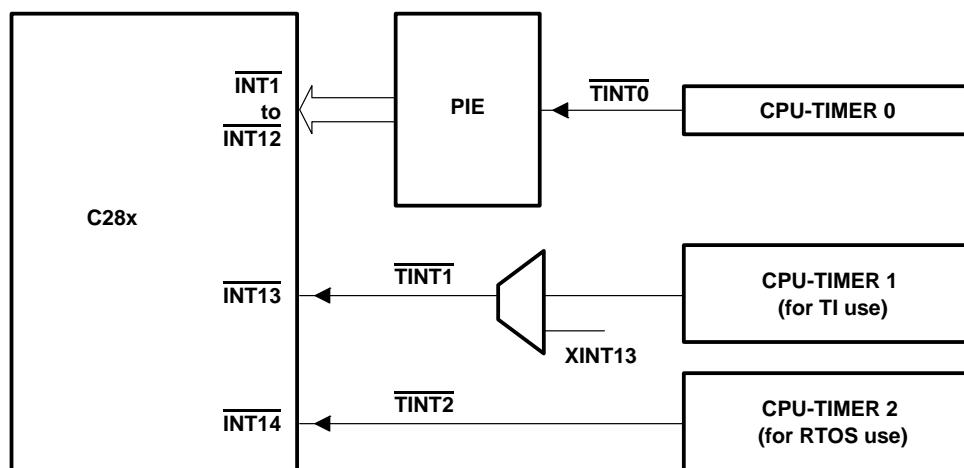 INT1
to
INT12
PIE
TINT0
CPU-TIMER 0
C28x
INT13
TINT1
XINT13
CPU-TIMER 1
(for TI use)
INT14
TINT2
CPU-TIMER 2
(for RTOS use)